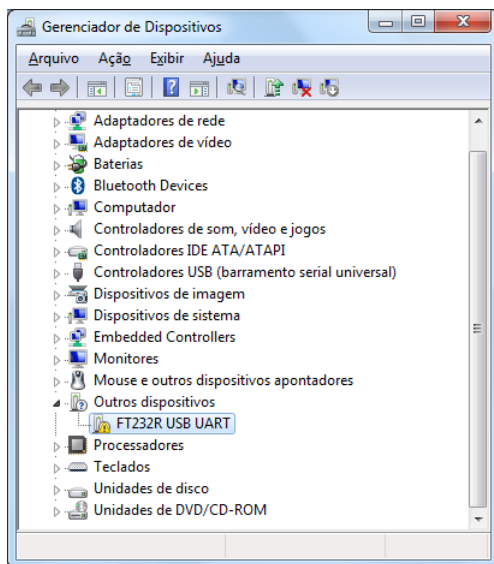 Gerenciador de Dispositivos
Arquivo Ação Exibir Ajuda
Adaptadores de rede
Adaptadores de vídeo
Baterias
Bluetooth Devices
Computador
Controladores de som, vídeo e jogos
Controladores IDE ATA/ATAPI
Controladores USB (barramento serial universal)
Dispositivos de imagem
Dispositivos de sistema
Embedded Controllers
Monitores
Mouse e outros dispositivos apontadores
Outros dispositivos
FT232R USB UART
Processadores
Teclados
Unidades de disco
Unidades de DVD/CD-ROM